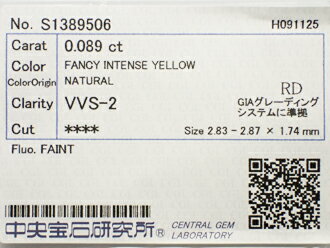 No. S1389506 H091125
Carat 0.089 ct
Color FANCY INTENSE YELLOW
ColorOrigin NATURAL
RD
Clarity VVS-2
GIAグレーディング
システムに準拠
Cut ****
Size 2.83 - 2.87 × 1.74 mm
Fluo. FAINT
中央宝石研究所® CENTRAL GEM
LABORATORY